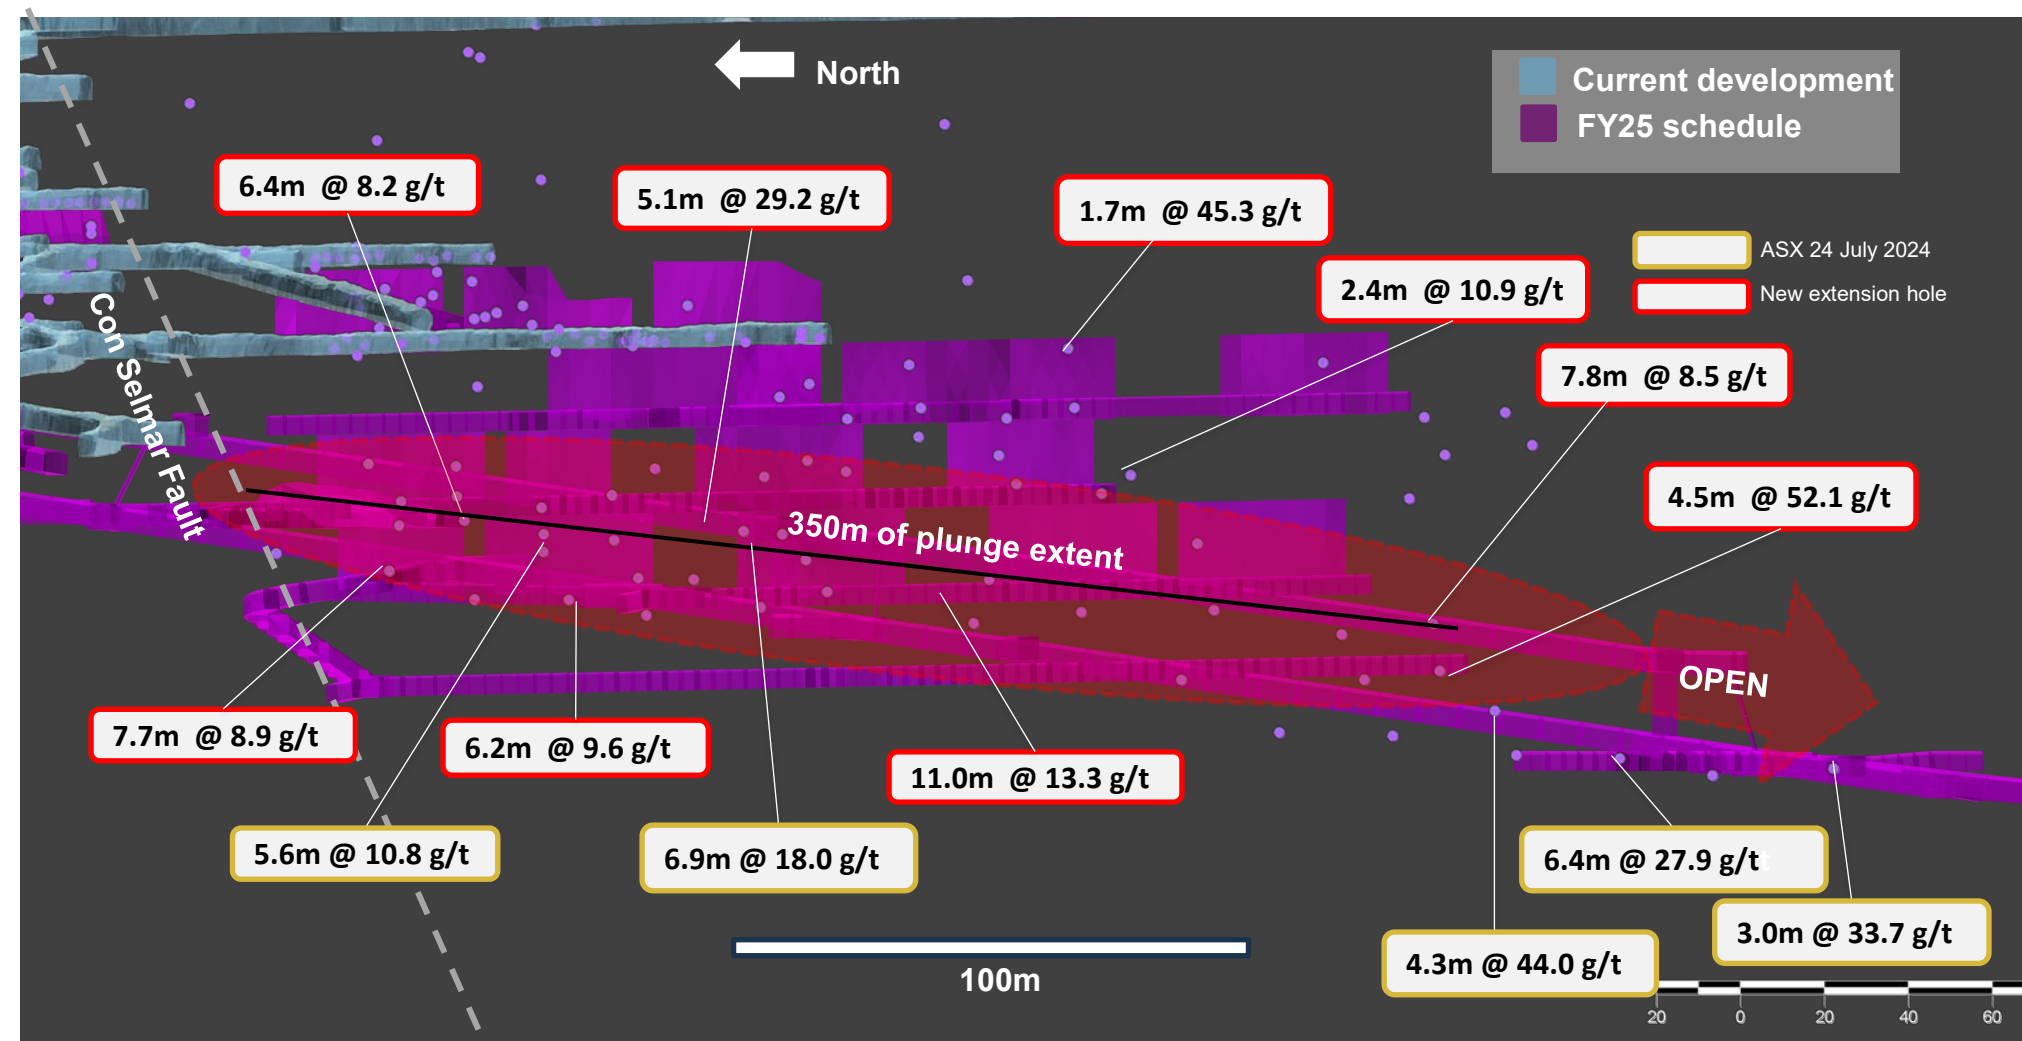 North
Current development
FY25 schedule
6.4m @ 8.2 g/t
5.1m @ 29.2 g/t
1.7m @ 45.3 g/t
ASX 24 July 2024
2.4m @ 10.9 g/t
New extension hole
7.8m @ 8.5 g/t
Con Selmar Fault
4.5m @ 52.1 g/t
350m of plunge extent
OPEN
7.7m @ 8.9 g/t
6.2m @ 9.6 g/t
11.0m @ 13.3 g/t
5.6m @ 10.8 g/t
6.9m @ 18.0 g/t
6.4m @ 27.9 g/tt
3.0m @ 33.7 g/t
4.3m @ 44.0 g/t
100m
20 0 20 40 60